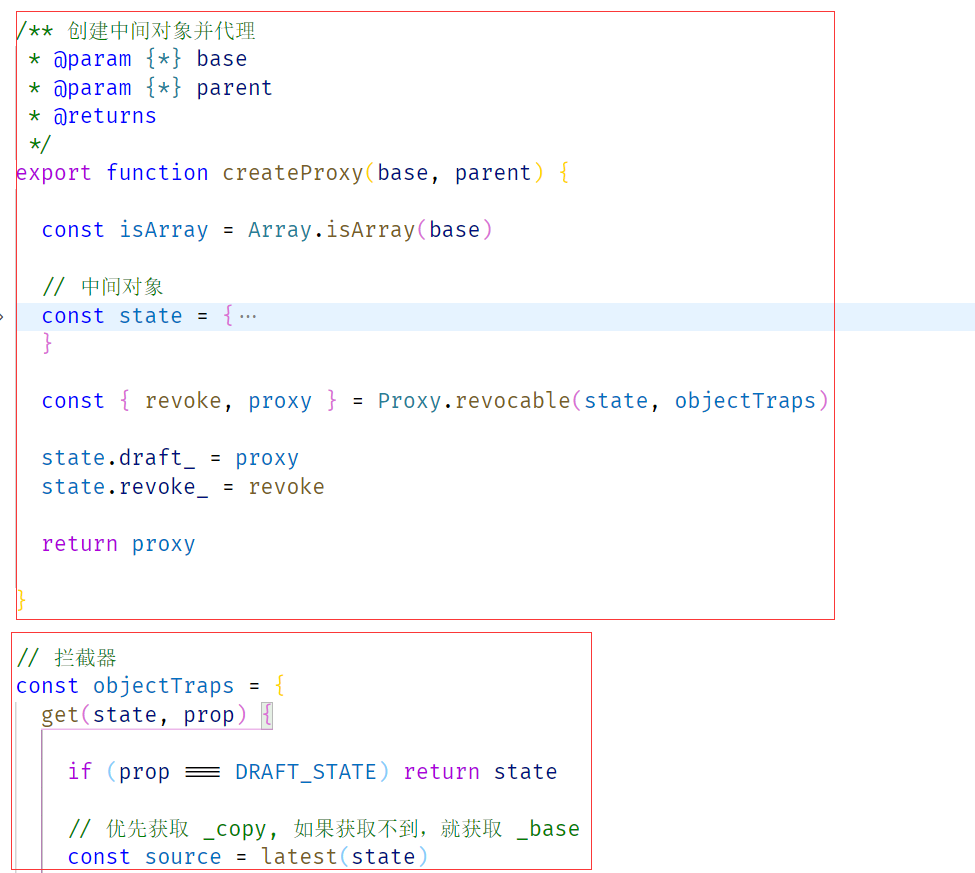 /** 创建中间对象并代理
 * @param {*} base
 * @param {*} parent
 * @returns
 */
export function createProxy(base, parent) {
  const isArray = Array.isArray(base)
  // 中间对象
  const state = {…
  }
  const { revoke, proxy } = Proxy.revocable(state, objectTraps)
  state.draft_ = proxy
  state.revoke_ = revoke
  return proxy
}
// 拦截器
const objectTraps = {
  get(state, prop) {
    if (prop === DRAFT_STATE) return state
    // 优先获取 _copy, 如果获取不到，就获取 _base
    const source = latest(state)